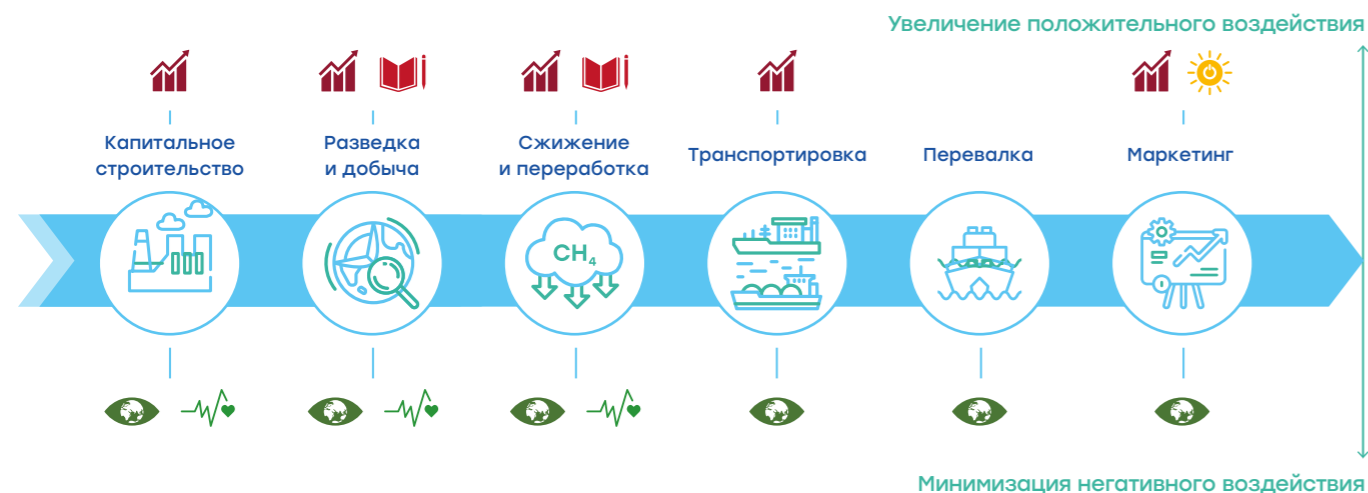 Увеличение положительного воздействия
Капитальное
строительство
Разведка
и добыча
Сжижение
и переработка
Транспортировка
Перевалка
Маркетинг
CH₄
Минимизация негативного воздействия